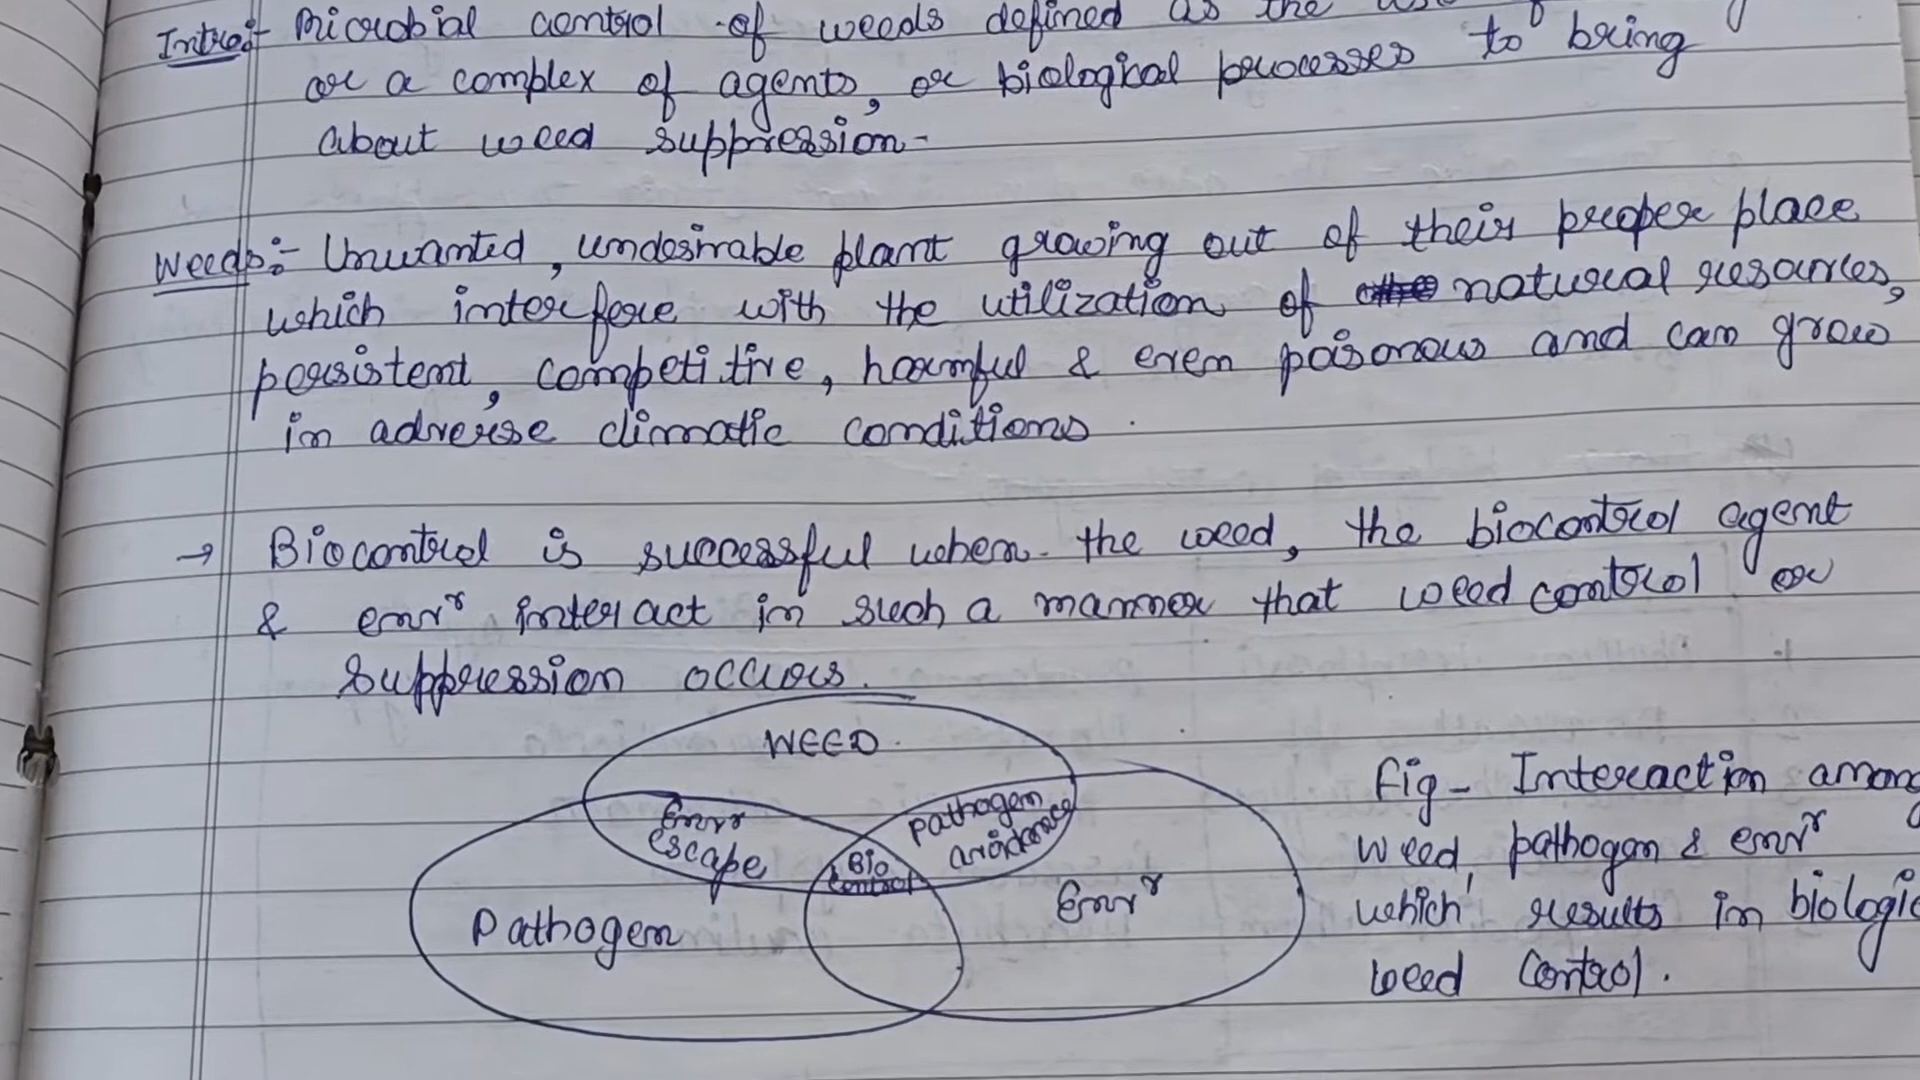 Intro:- Microbial control of weeds defined as the
or a complex of agents, or biological processes to bring
about weed suppression-
Weeds:- Unwanted, undesirable plant growing out of their proper place
which interfere with the utilization of natural resources,
persistent, competitive, harmful & even poisonous and can grow
in adverse climatic conditions.
→ Biocontrol is successful when the weed, the biocontrol agent
& envr interact in such a manner that weed control or
suppression occurs.
WEED
Envr
escape
Pathogen
avoidance
Bio
control
Pathogen
Envr
fig- Interaction among
weed, pathogen & envr
which results in biologic
weed control.